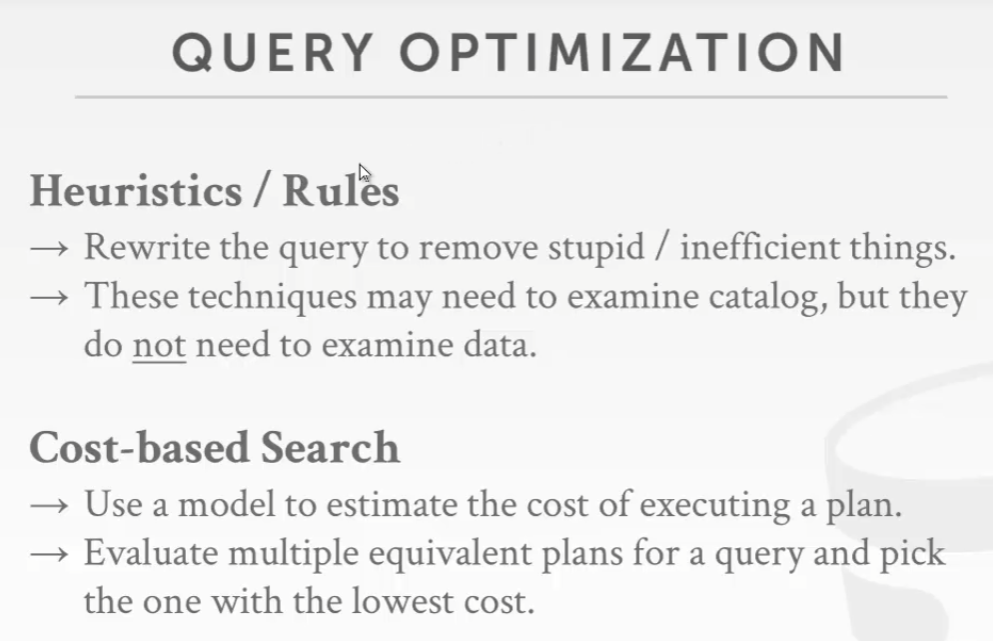 QUERY OPTIMIZATION
Heuristics / Rules
→ Rewrite the query to remove stupid / inefficient things.
→ These techniques may need to examine catalog, but they
do not need to examine data.
Cost-based Search
→ Use a model to estimate the cost of executing a plan.
→ Evaluate multiple equivalent plans for a query and pick
the one with the lowest cost.